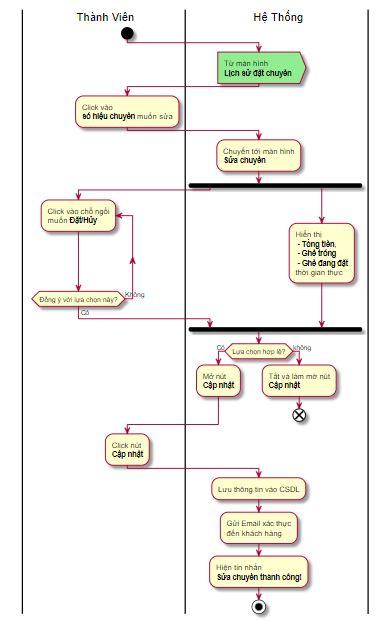 Thành Viên
Hệ Thống
Từ màn hình
Lịch sử đặt chuyến
Click vào
số hiệu chuyến muốn sửa
Chuyển tới màn hình
Sửa chuyến
Click vào chỗ ngồi
muốn Đặt/Hủy
Hiển thị
- Tổng tiền,
- Ghế trống
- Ghế đang đặt
thời gian thực
Đồng ý với lựa chọn này?
Không
Có
Lựa chọn hợp lệ?
Có
không
Mở nút
Cập nhật
Tắt và làm mờ nút
Cập nhật
Click nút
Cập nhật
Lưu thông tin vào CSDL
Gửi Email xác thực
đến khách hàng
Hiện tin nhắn
Sửa chuyến thành công!